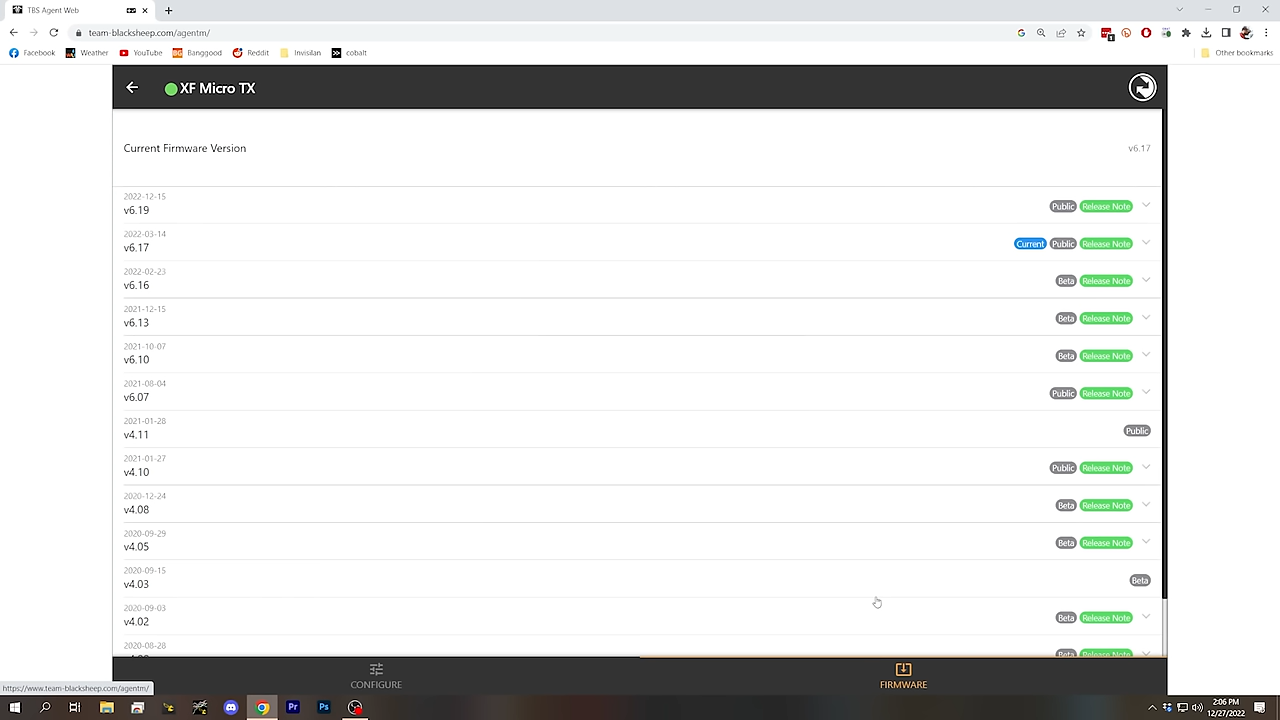 TBS Agent Web
team-blacksheep.com/agentm/
Facebook Weather YouTube Banggood Reddit Invisilan cobalt Other bookmarks
XF Micro TX
Current Firmware Version v6.17
2022-12-15
v6.19 Public Release Note
2022-03-14
v6.17 Current Public Release Note
2022-02-23
v6.16 Beta Release Note
2021-12-15
v6.13 Beta Release Note
2021-10-07
v6.10 Beta Release Note
2021-08-04
v6.07 Public Release Note
2021-01-28
v4.11 Public
2021-01-27
v4.10 Public Release Note
2020-12-24
v4.08 Beta Release Note
2020-09-29
v4.05 Beta Release Note
2020-09-15
v4.03 Beta
2020-09-03
v4.02 Beta Release Note
2020-08-28
Beta Release Note
CONFIGURE FIRMWARE
https://www.team-blacksheep.com/agentm/
2:06 PM
12/27/2022